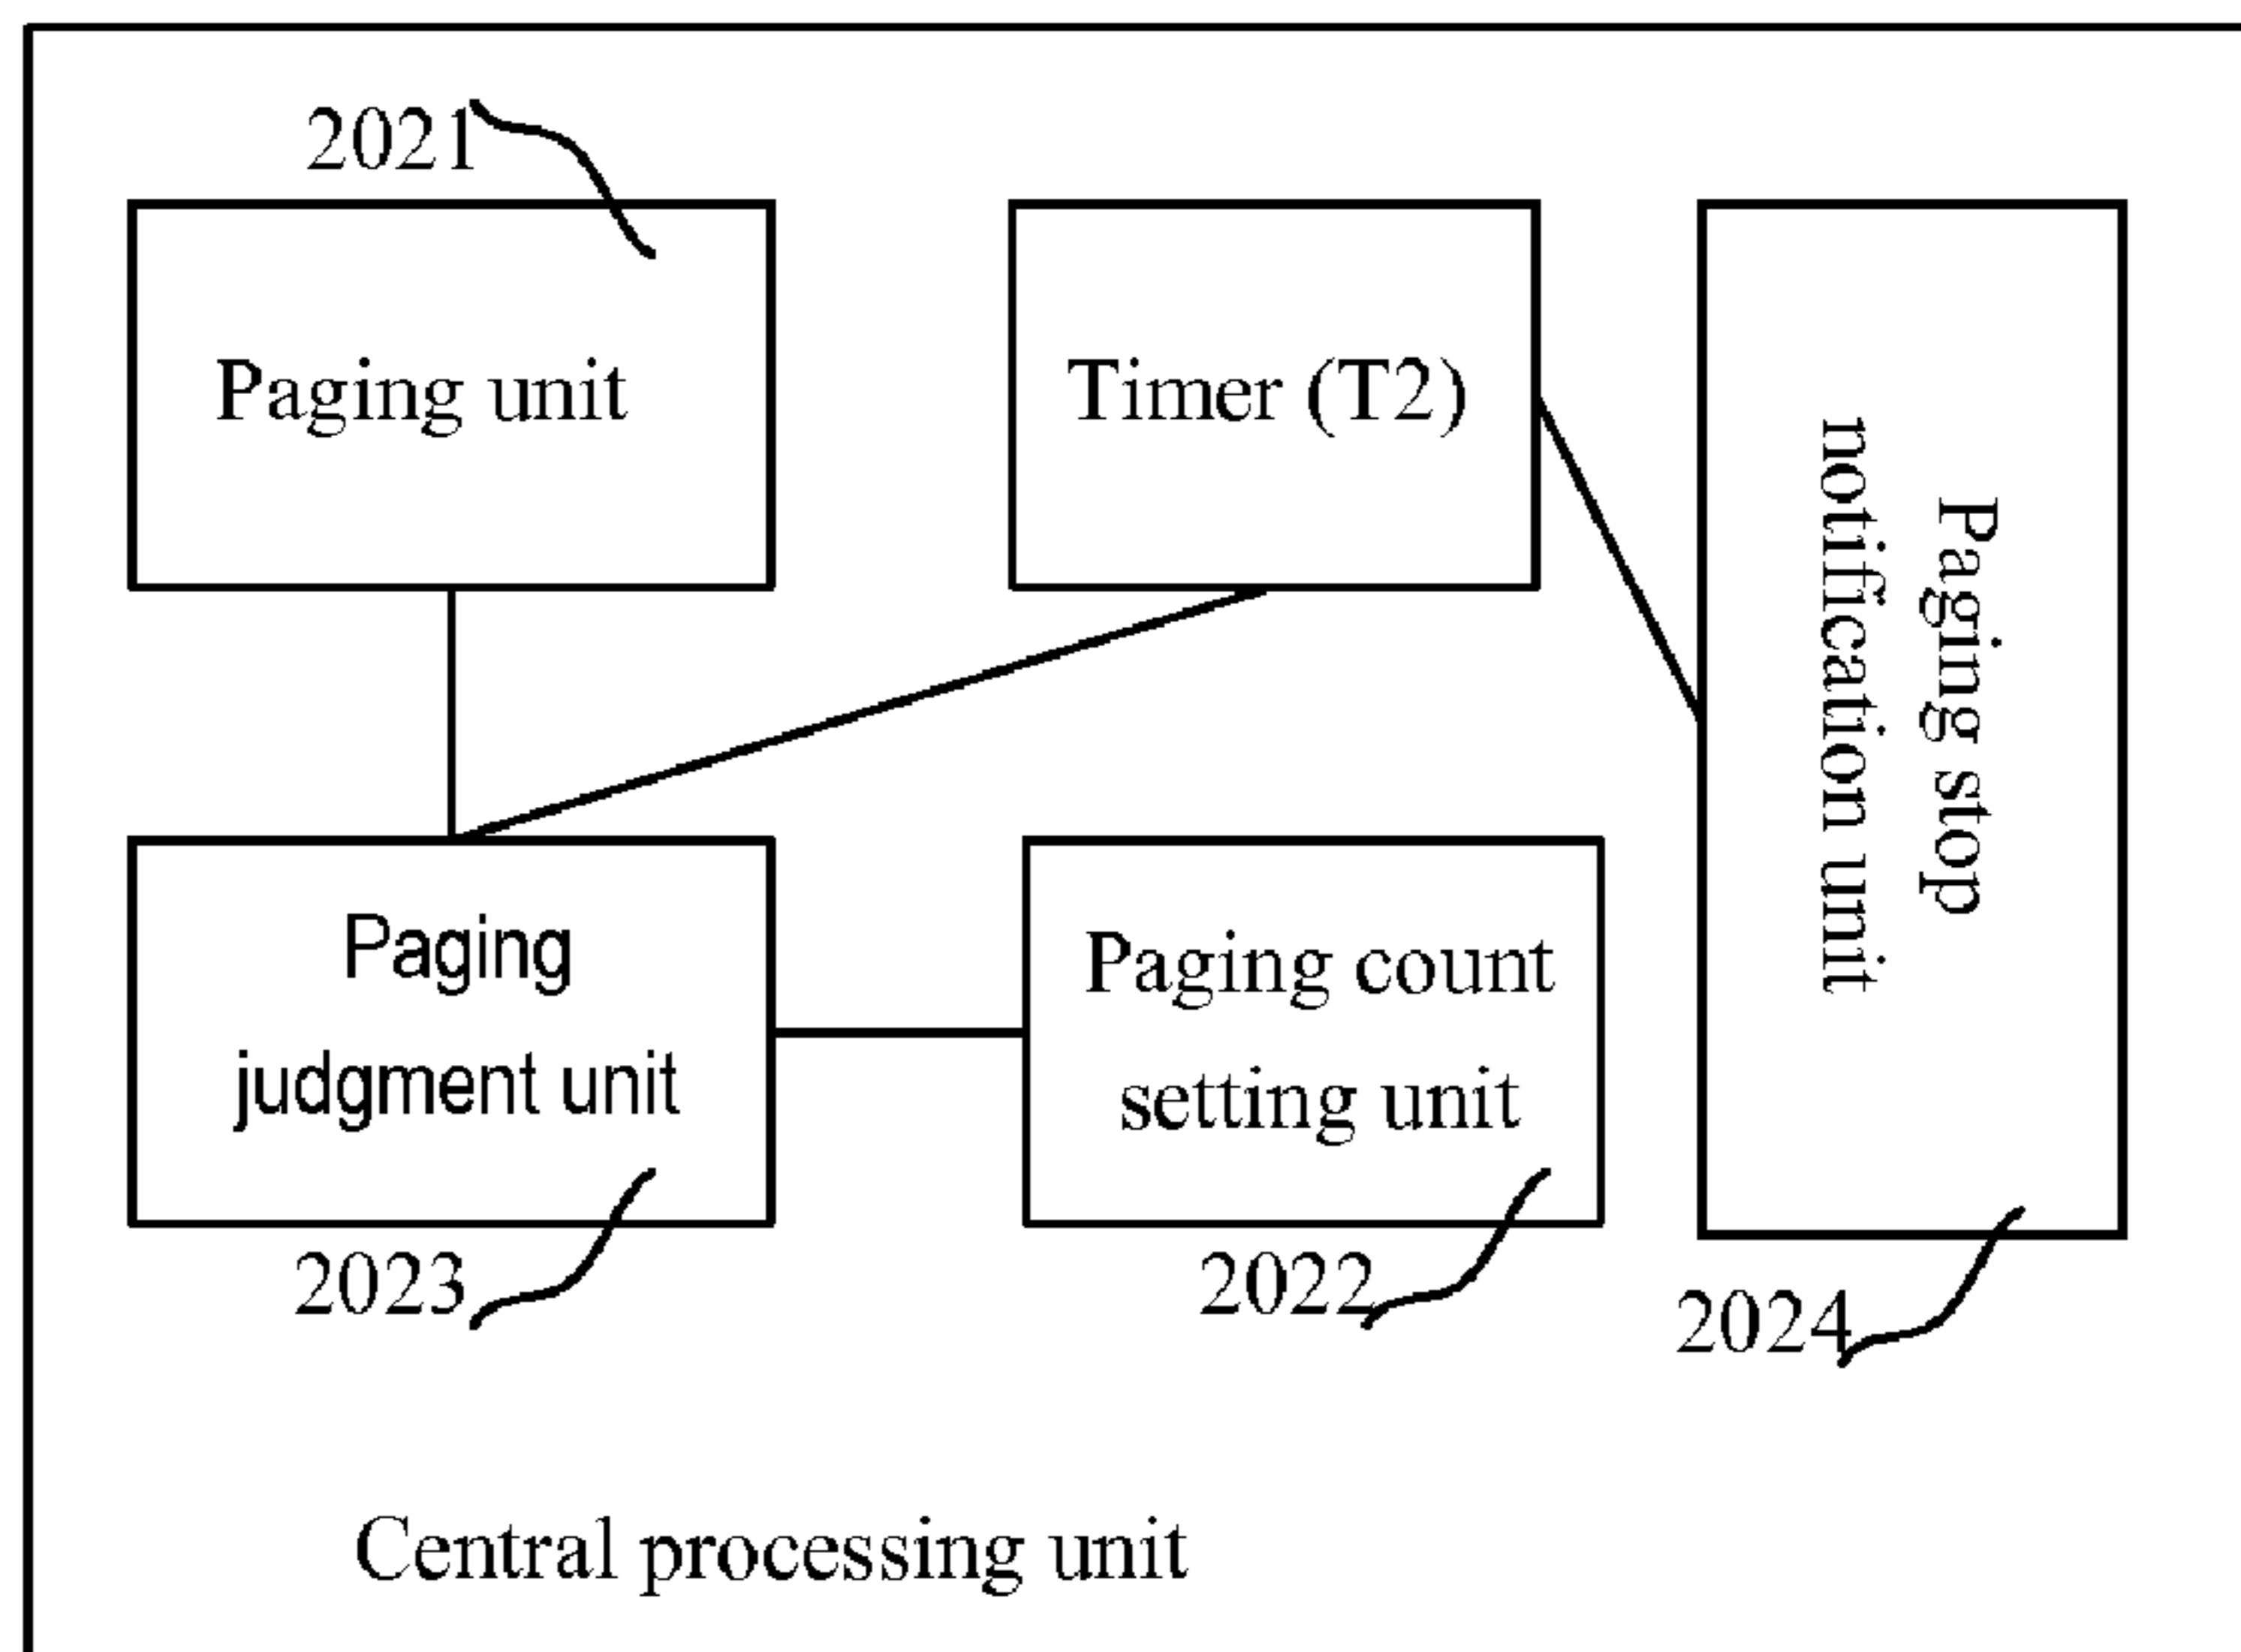 2021
Paging unit
Timer (T2)
Paging stop
notification unit
Paging
judgment unit
Paging count
setting unit
2023
2022
2024
Central processing unit